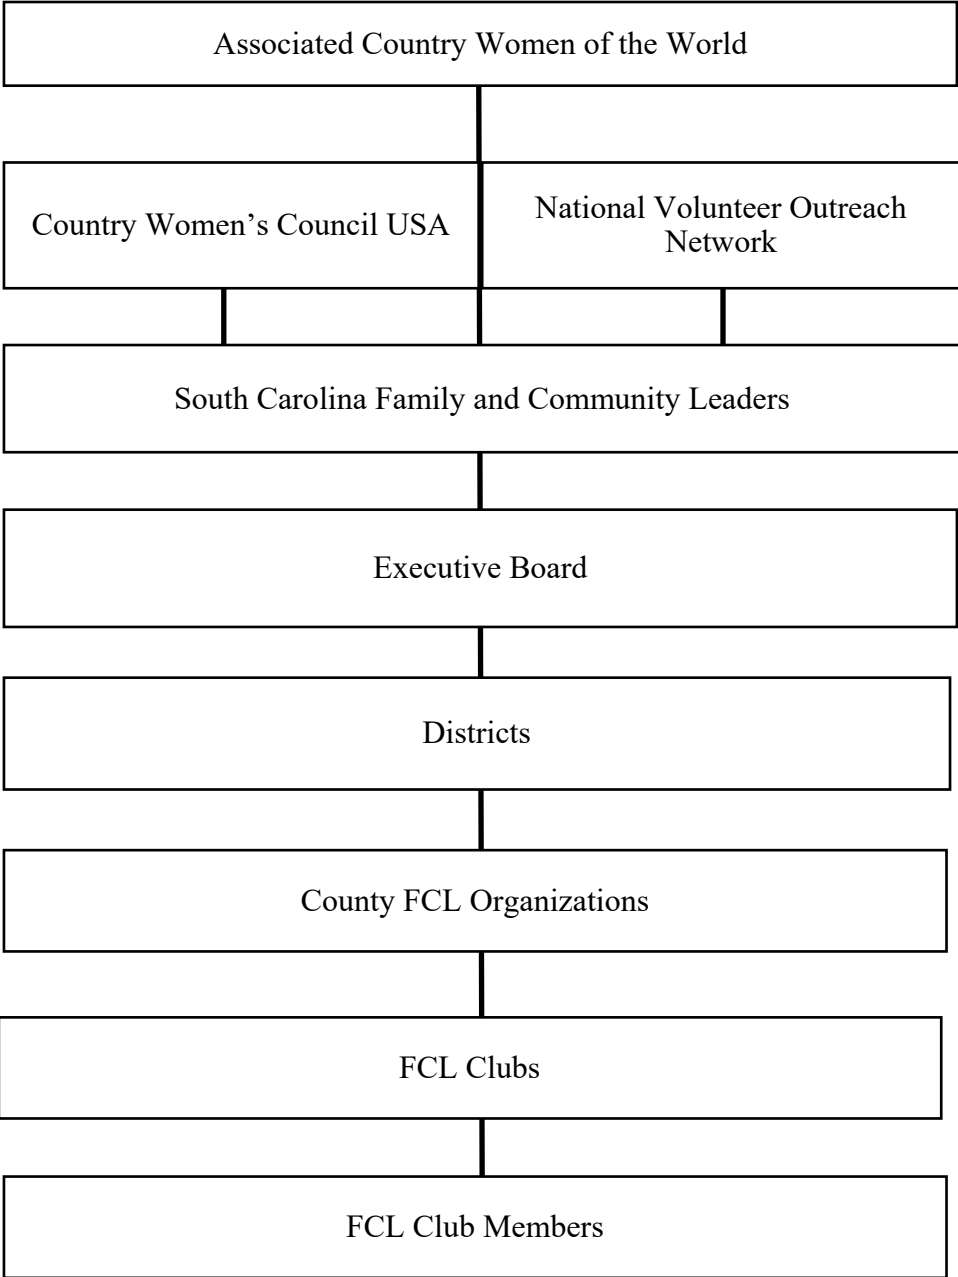 Associated Country Women of the World
Country Women’s Council USA
National Volunteer Outreach
Network
South Carolina Family and Community Leaders
Executive Board
Districts
County FCL Organizations
FCL Clubs
FCL Club Members